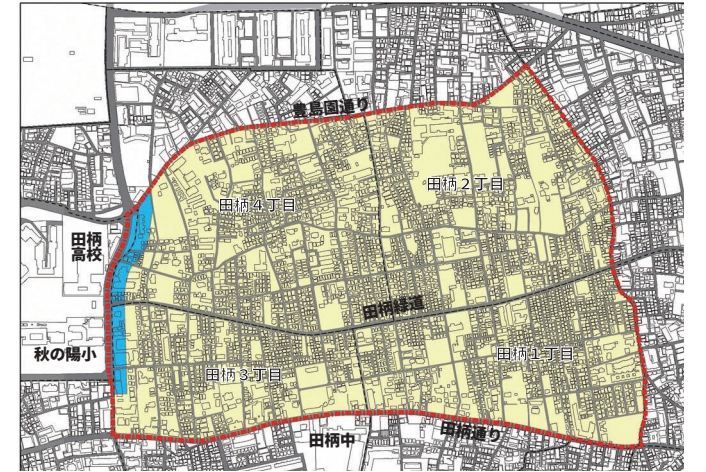 豊島園通り
田柄２丁目
田柄４丁目
田柄
高校
田柄緑道
秋の陽小
田柄１丁目
田柄３丁目
田柄通り
田柄中